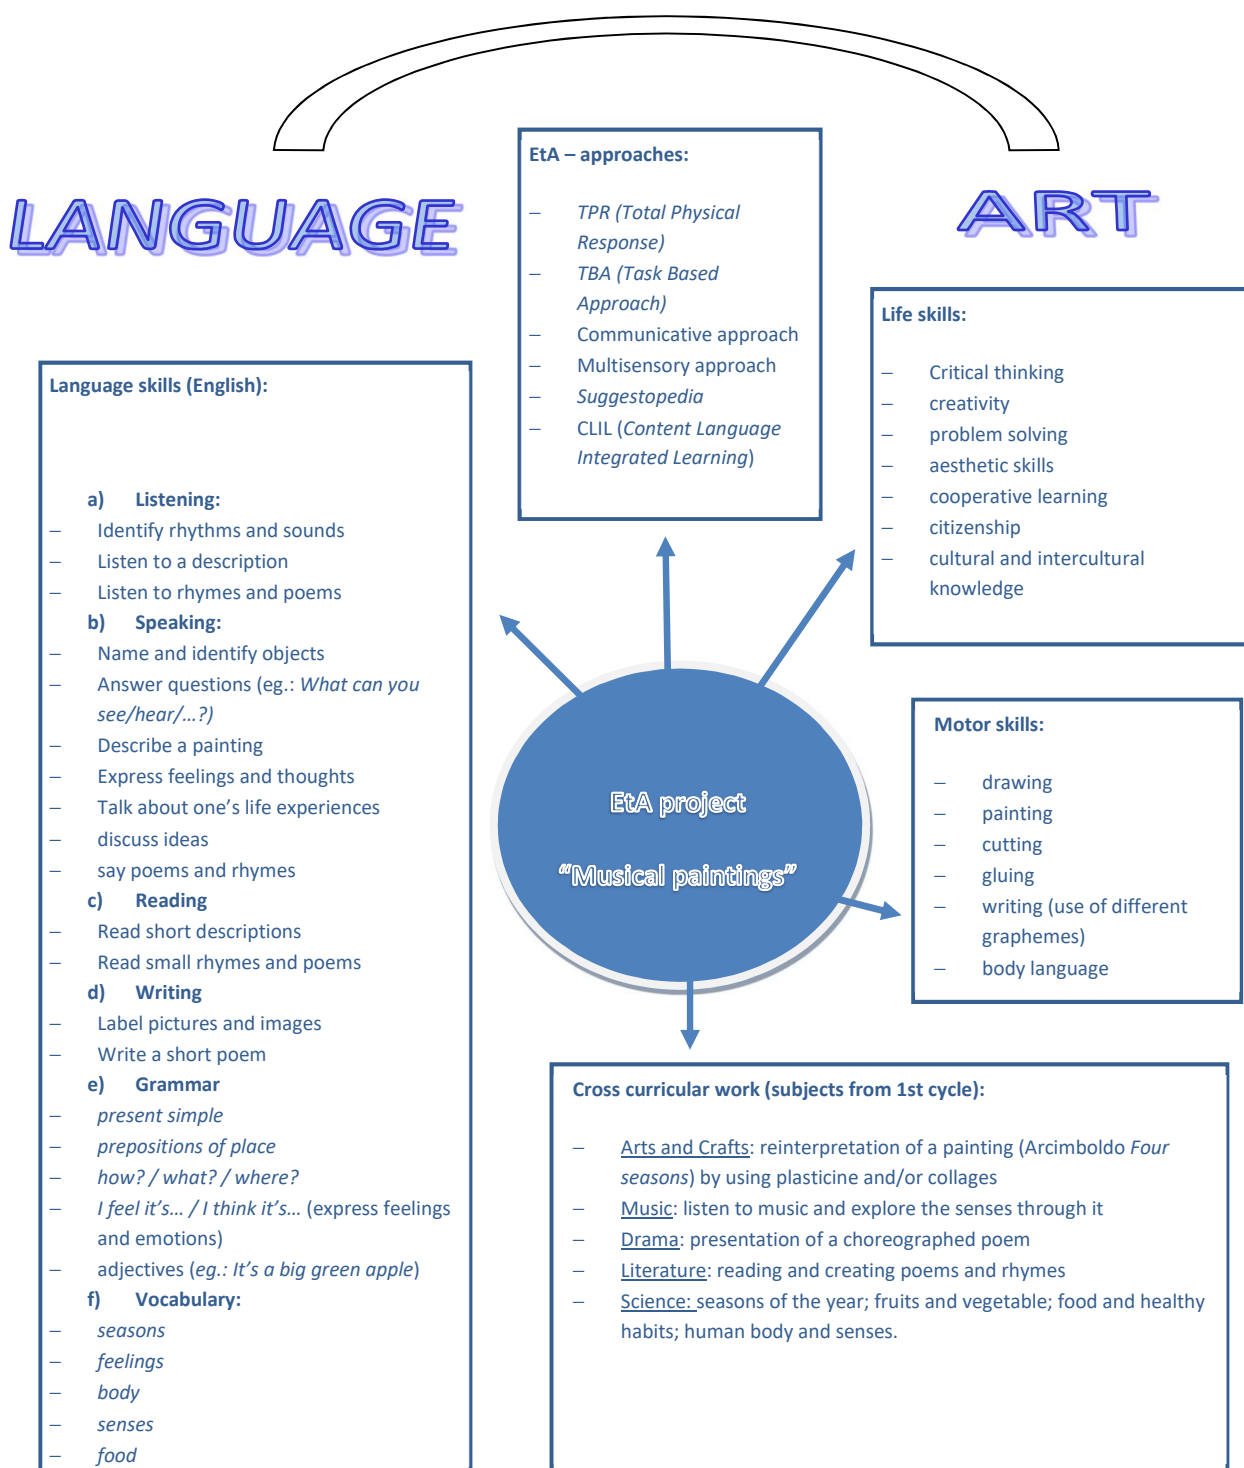 LANGUAGE
ART
EtA – approaches:
– TPR (Total Physical
Response)
– TBA (Task Based
Approach)
– Communicative approach
– Multisensory approach
– Suggestopedia
– CLIL (Content Language
Integrated Learning)
Life skills:
– Critical thinking
– creativity
– problem solving
– aesthetic skills
– cooperative learning
– citizenship
– cultural and intercultural
knowledge
Language skills (English):
a) Listening:
– Identify rhythms and sounds
– Listen to a description
– Listen to rhymes and poems
b) Speaking:
– Name and identify objects
– Answer questions (eg.: What can you
see/hear/…?)
– Describe a painting
– Express feelings and thoughts
– Talk about one’s life experiences
– discuss ideas
– say poems and rhymes
c) Reading
– Read short descriptions
– Read small rhymes and poems
d) Writing
– Label pictures and images
– Write a short poem
e) Grammar
– present simple
– prepositions of place
– how? / what? / where?
– I feel it’s… / I think it’s… (express feelings
and emotions)
– adjectives (eg.: It’s a big green apple)
f) Vocabulary:
– seasons
– feelings
– body
– senses
– food
EtA project
“Musical paintings”
Motor skills:
– drawing
– painting
– cutting
– gluing
– writing (use of different
graphemes)
– body language
Cross curricular work (subjects from 1st cycle):
– Arts and Crafts: reinterpretation of a painting (Arcimboldo Four
seasons) by using plasticine and/or collages
– Music: listen to music and explore the senses through it
– Drama: presentation of a choreographed poem
– Literature: reading and creating poems and rhymes
– Science: seasons of the year; fruits and vegetable; food and healthy
habits; human body and senses.